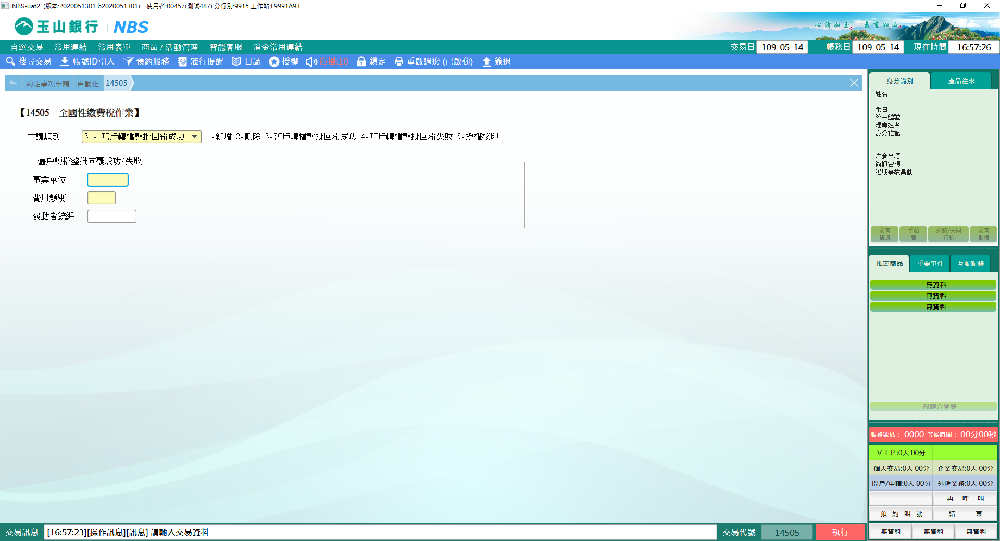 NBS-uat2 (版本:2020051301.b2020051301) 使用者:00457(測試487) 分行別:9915 工作站:L9991A93
玉山銀行 | NBS
心清如玉。義重如山。
自選交易 常用連結 常用表單 商品 / 活動管理 智能客服 消金常用連結 交易日 109-05-14 帳務日 109-05-14 現在時間 16:57:26
搜尋交易 帳號ID引入 預約服務 蒞行提醒 日誌 授權 廣播:10 鎖定 重啟週邊 (已啟動) 簽退
約定事項申請 自動化 14505
【14505 全國性繳費稅作業】
申請類別 3 - 舊戶轉檔整批回覆成功 1-新增 2-刪除 3-舊戶轉檔整批回覆成功 4-舊戶轉檔整批回覆失敗 5-授權核印
舊戶轉檔整批回覆成功/失敗
事業單位
費用類別
發動者統編
身分識別 產品往來
姓名
生日
統一編號
理專姓名
身分註記
注意事項
簡訊密碼
近期事故異動
顧客資訊 手續費 通路/共同行銷 顧客影像
推薦商品 重要事件 互動記錄
無資料
無資料
無資料
一般轉介登錄
服務號碼： 0000 等候時間： 00分00秒
ＶＩＰ:0人 00分
個人交易:0人 00分 企業交易:0人 00分
開戶/申請:0人 00分 外匯業務:0人 00分
再 呼 叫
預 約 叫 號 結 束
無資料 無資料 無資料
交易訊息 [16:57:23][操作訊息][訊息] 請輸入交易資料 交易代號 14505 執行